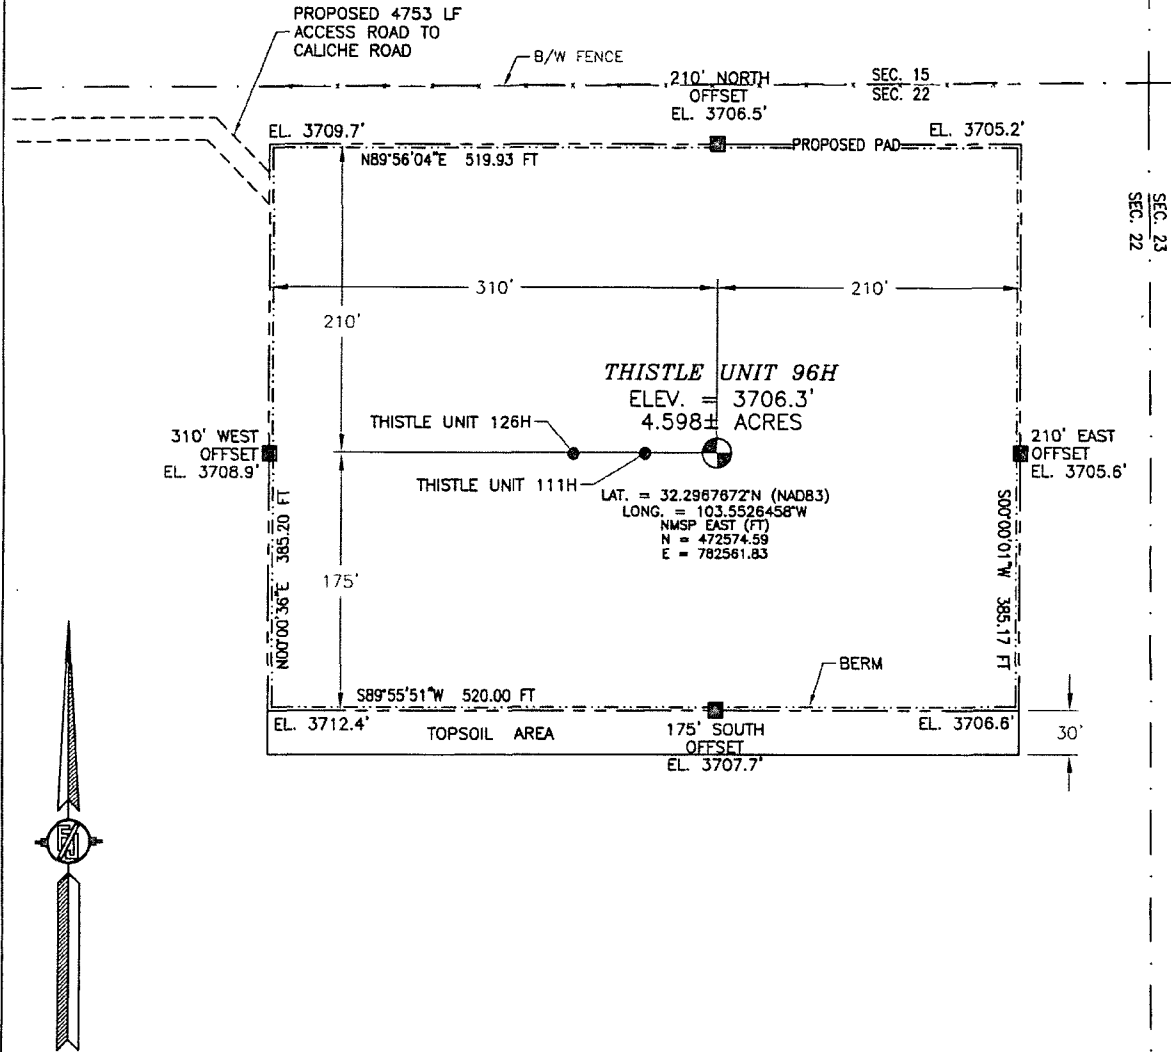 PROPOSED 4753 LF
ACCESS ROAD TO
CALICHE ROAD
B/W FENCE
210' NORTH
OFFSET
EL. 3706.5'
SEC. 15
SEC. 22
EL. 3709.7'
EL. 3705.2'
PROPOSED PAD
N89°56'04"E 519.93 FT
SEC. 23
SEC. 22
310'
210'
210'
THISTLE UNIT 96H
ELEV. = 3706.3'
4.598± ACRES
THISTLE UNIT 126H
310' WEST
OFFSET
EL. 3708.9'
210' EAST
OFFSET
EL. 3705.6'
THISTLE UNIT 111H
LAT. = 32.2967672°N (NAD83)
LONG. = 103.5526458°W
NMSP EAST (FT)
N = 472574.59
E = 782561.83
N00°00'36"E 385.20 FT
S00°00'01"W 385.17 FT
175'
BERM
S89°55'51"W 520.00 FT
EL. 3712.4'
TOPSOIL AREA
175' SOUTH
OFFSET
EL. 3707.7'
EL. 3706.6'
30'